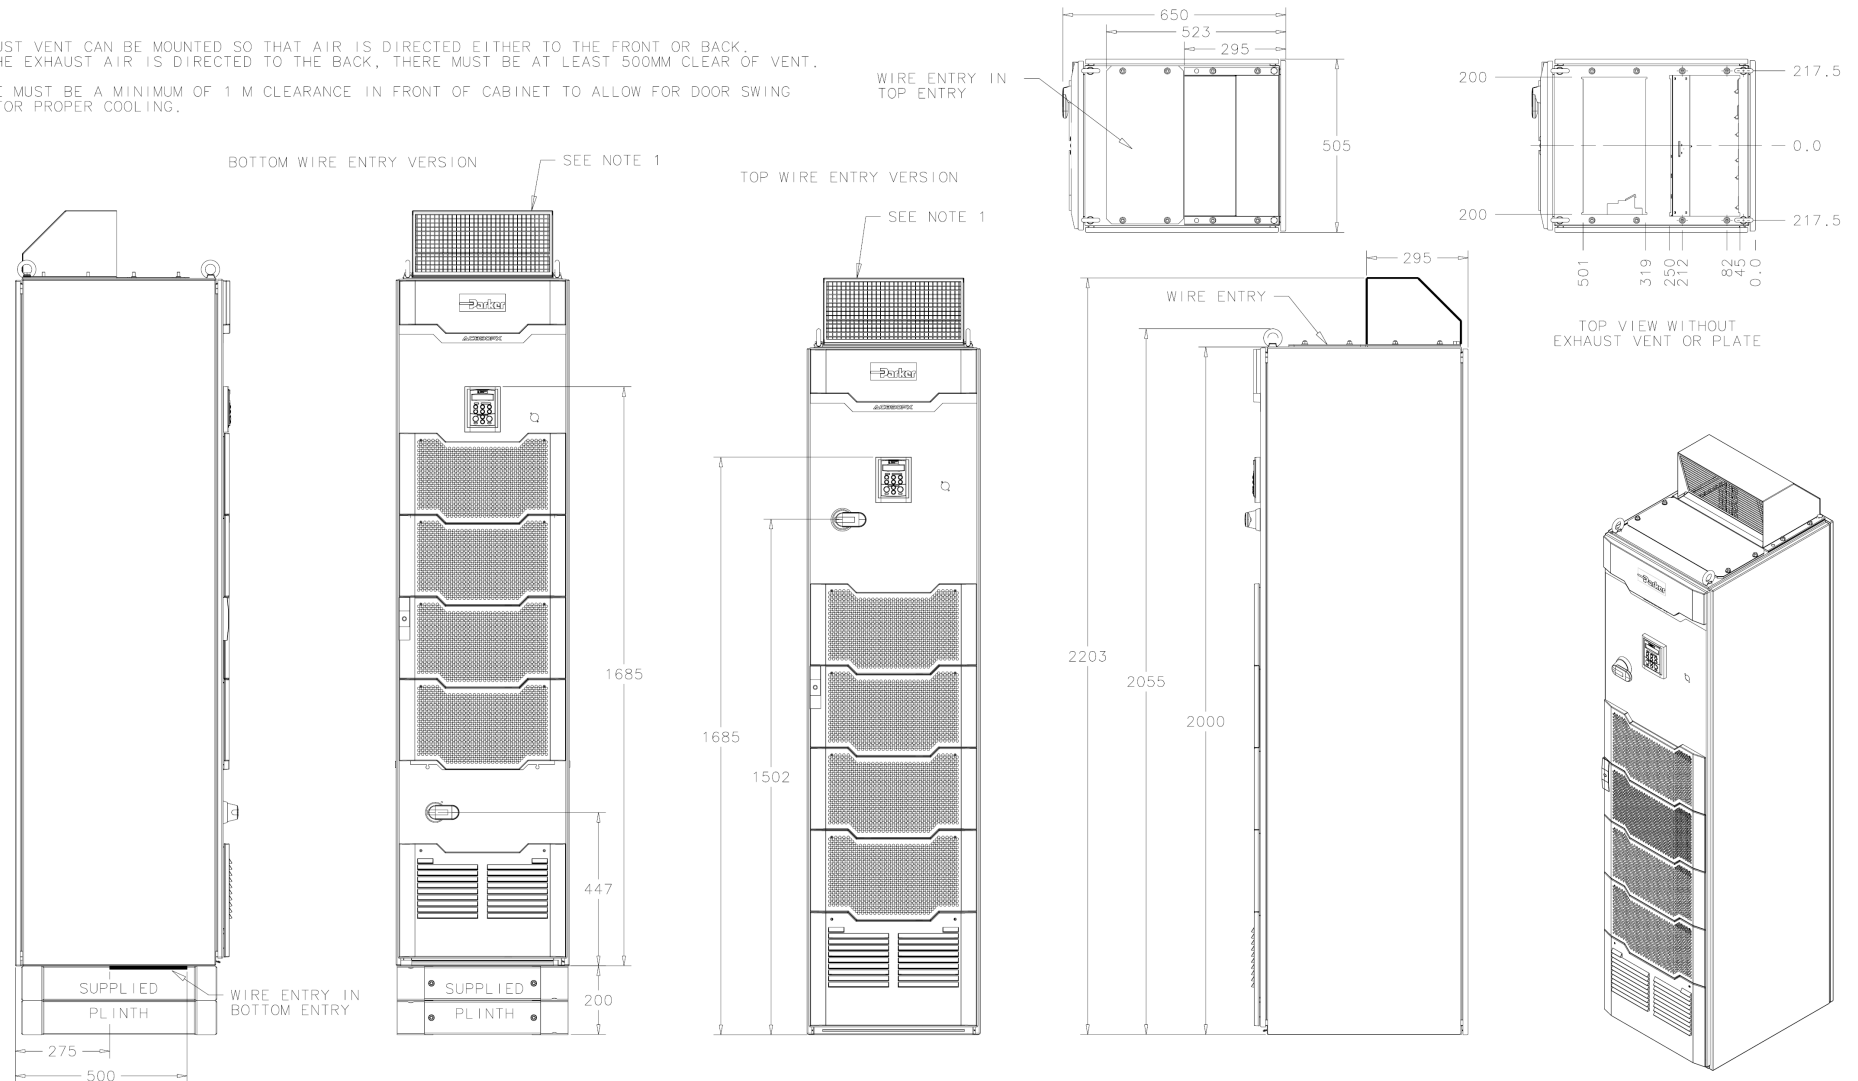 UST VENT CAN BE MOUNTED SO THAT AIR IS DIRECTED EITHER TO THE FRONT OR BACK.
HE EXHAUST AIR IS DIRECTED TO THE BACK, THERE MUST BE AT LEAST 500MM CLEAR OF VENT.
E MUST BE A MINIMUM OF 1 M CLEARANCE IN FRONT OF CABINET TO ALLOW FOR DOOR SWING
FOR PROPER COOLING.
BOTTOM WIRE ENTRY VERSION
SEE NOTE 1
TOP WIRE ENTRY VERSION
SEE NOTE 1
WIRE ENTRY IN
TOP ENTRY
650
523
295
505
200
200
217.5
0.0
217.5
501
319
250
212
82
45
0.0
TOP VIEW WITHOUT
EXHAUST VENT OR PLATE
295
WIRE ENTRY
2203
2055
2000
Parker
1685
447
200
SUPPLIED
PLINTH
WIRE ENTRY IN
BOTTOM ENTRY
275
500
SUPPLIED
PLINTH
Parker
1685
1502
Parker